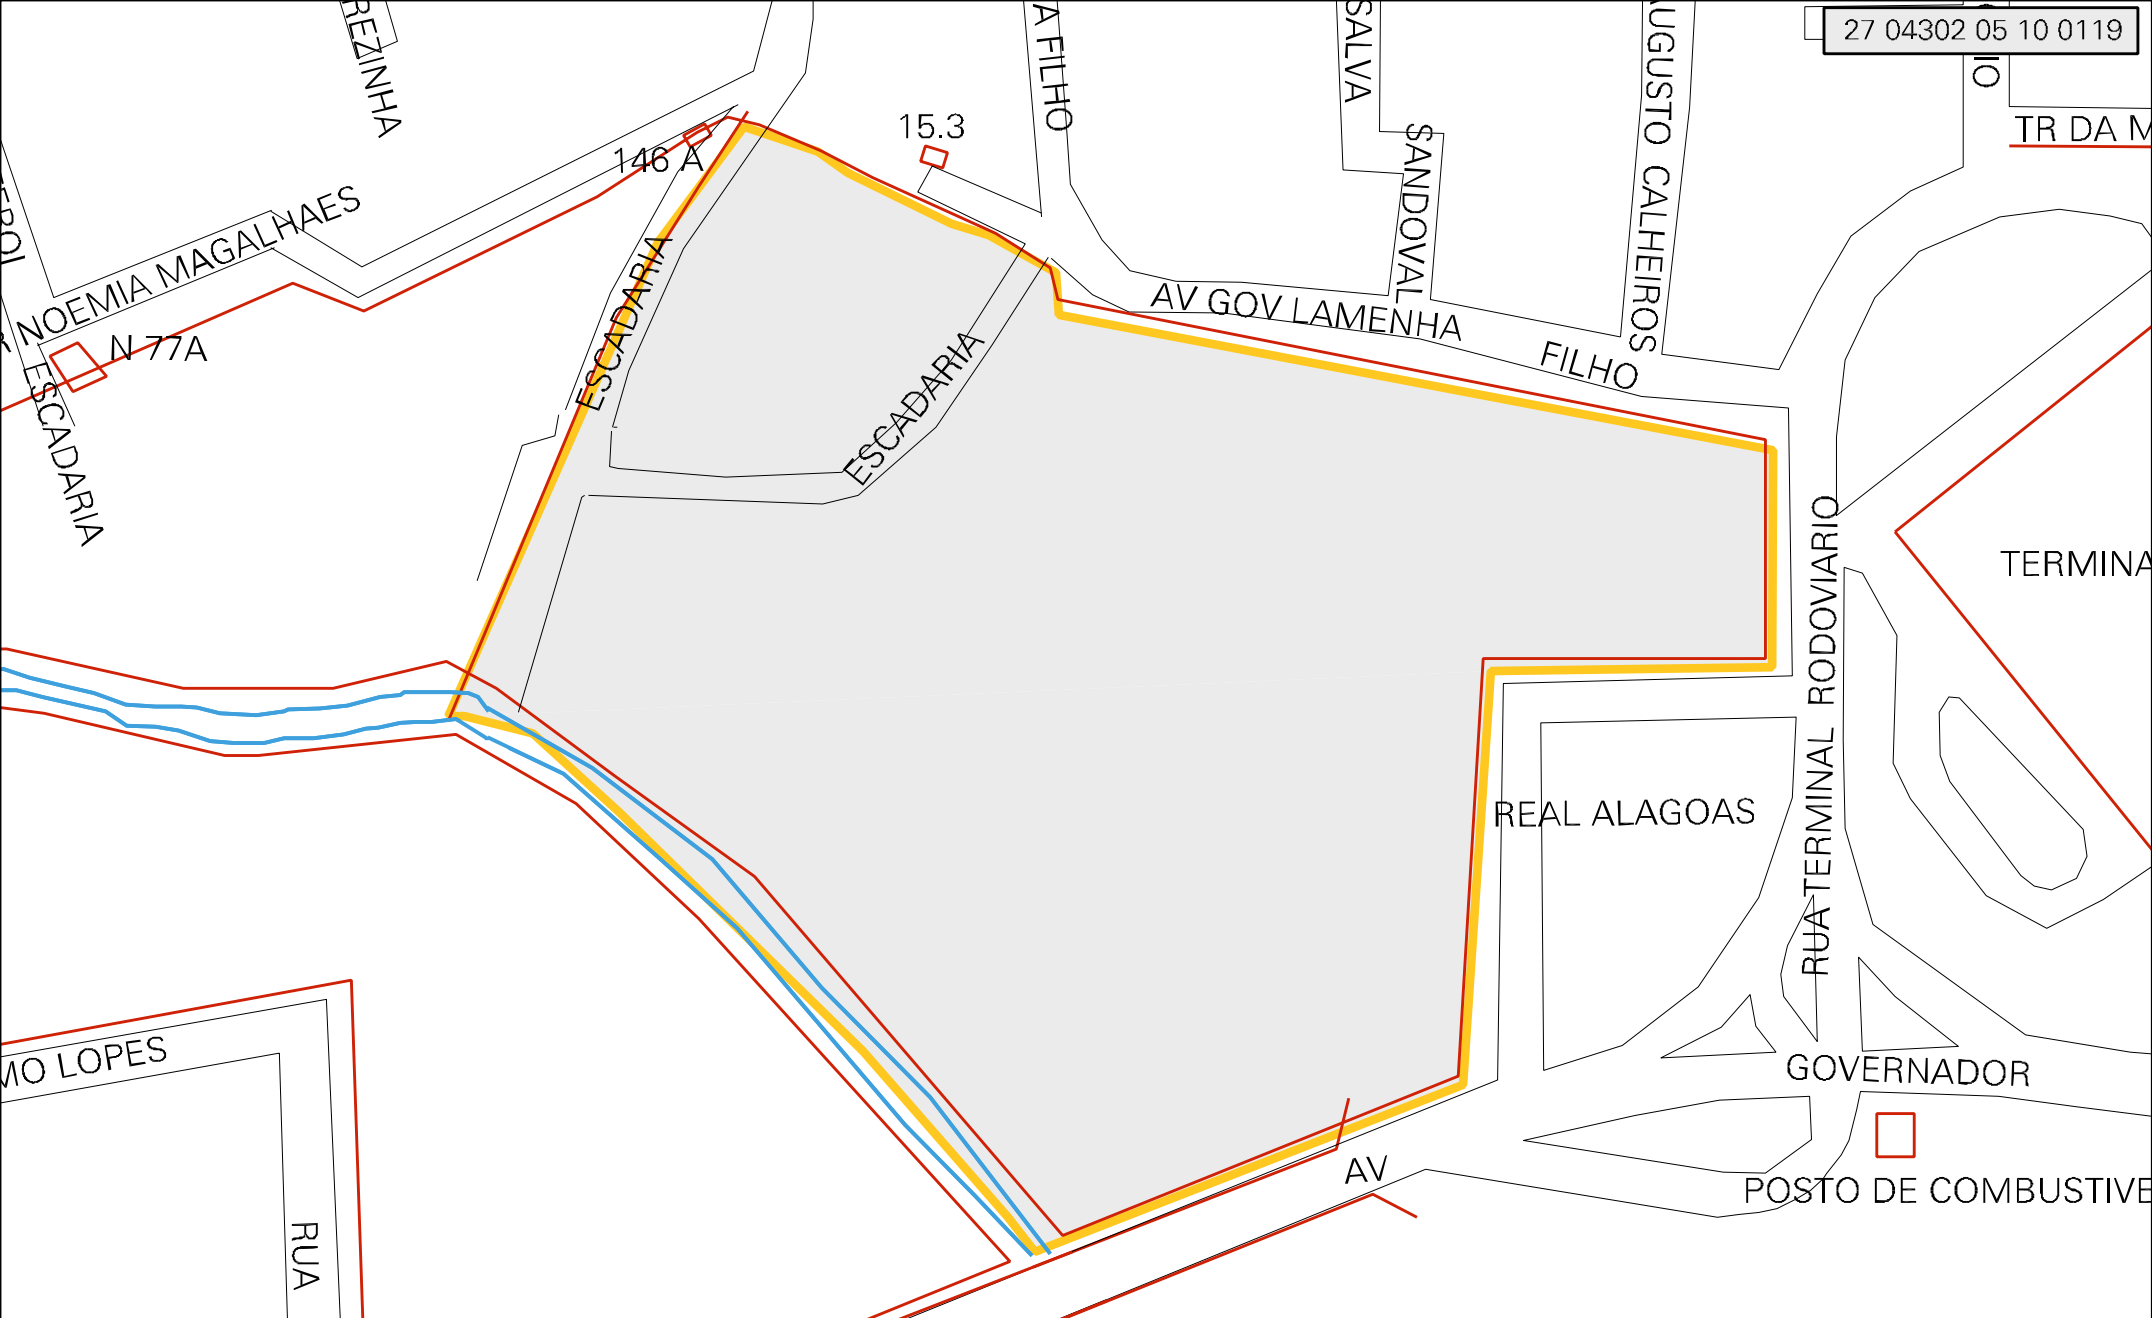 27 04302 05 10 0119
REZINHA
A FILHO
SALVA
SANDOVAL
AUGUSTO CALHEIROS
IO
TR DA M
15.3
146 A
NOEMIA MAGALHAES
N 77A
ESCADARIA
ESCADARIA
ESCADARIA
AV GOV LAMENHA
FILHO
RUA TERMINAL RODOVIARIO
TERMINA
REAL ALAGOAS
MO LOPES
RUA
GOVERNADOR
AV
POSTO DE COMBUSTIVE